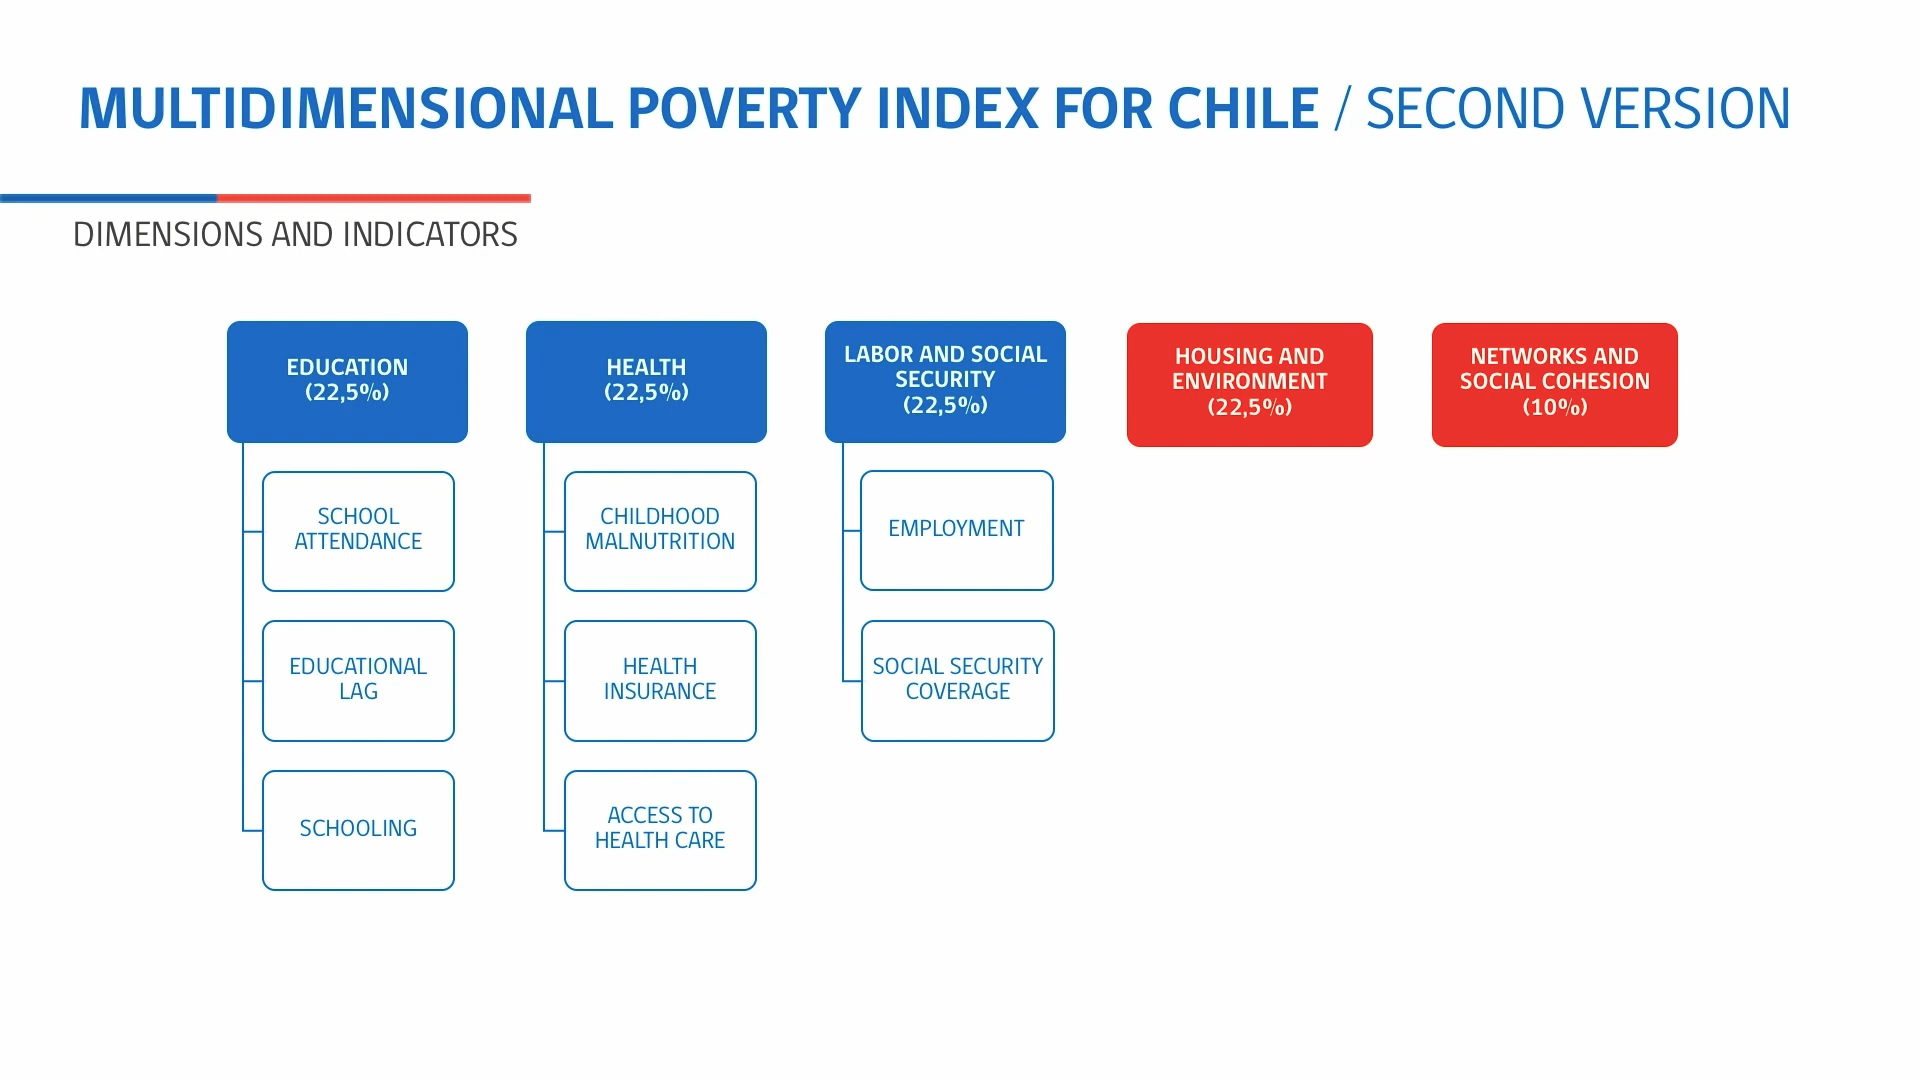 MULTIDIMENSIONAL POVERTY INDEX FOR CHILE / SECOND VERSION
DIMENSIONS AND INDICATORS
EDUCATION
(22,5%)
SCHOOL
ATTENDANCE
EDUCATIONAL
LAG
SCHOOLING
HEALTH
(22,5%)
CHILDHOOD
MALNUTRITION
HEALTH
INSURANCE
ACCESS TO
HEALTH CARE
LABOR AND SOCIAL
SECURITY
(22,5%)
EMPLOYMENT
SOCIAL SECURITY
COVERAGE
HOUSING AND
ENVIRONMENT
(22,5%)
NETWORKS AND
SOCIAL COHESION
(10%)